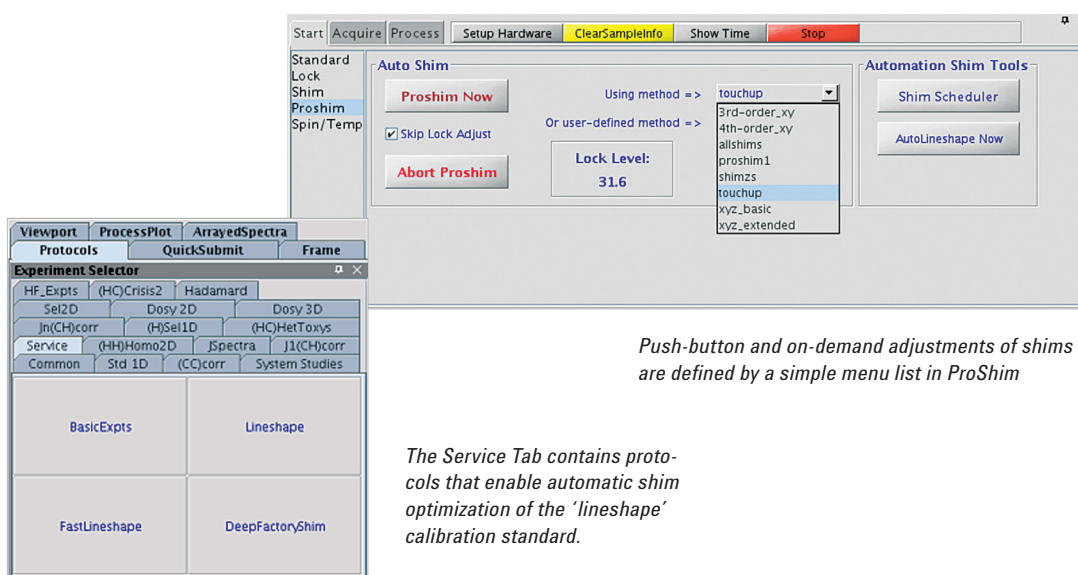 Start Acquire Process Setup Hardware ClearSampleInfo Show Time Stop
Standard
Lock
Shim
Proshim
Spin/Temp
Auto Shim
Proshim Now
Skip Lock Adjust
Abort Proshim
Using method => touchup
Or user-defined method =>
Lock Level:
31.6
3rd-order_xy
4th-order_xy
allshims
proshim1
shimzs
touchup
xyz_basic
xyz_extended
Automation Shim Tools
Shim Scheduler
AutoLineshape Now
Viewport ProcessPlot ArrayedSpectra
Protocols QuickSubmit Frame
Experiment Selector
HF_Expts (HC)Crisis2 Hadamard
Sel2D Dosy 2D Dosy 3D
Jn(CH)corr (H)Sel1D (HC)HetToxys
Service (HH)Homo2D JSpectra J1(CH)corr
Common Std 1D (CC)corr System Studies
BasicExpts Lineshape
FastLineshape DeepFactoryShim
Push-button and on-demand adjustments of shims
are defined by a simple menu list in ProShim
The Service Tab contains proto-
cols that enable automatic shim
optimization of the ‘lineshape’
calibration standard.